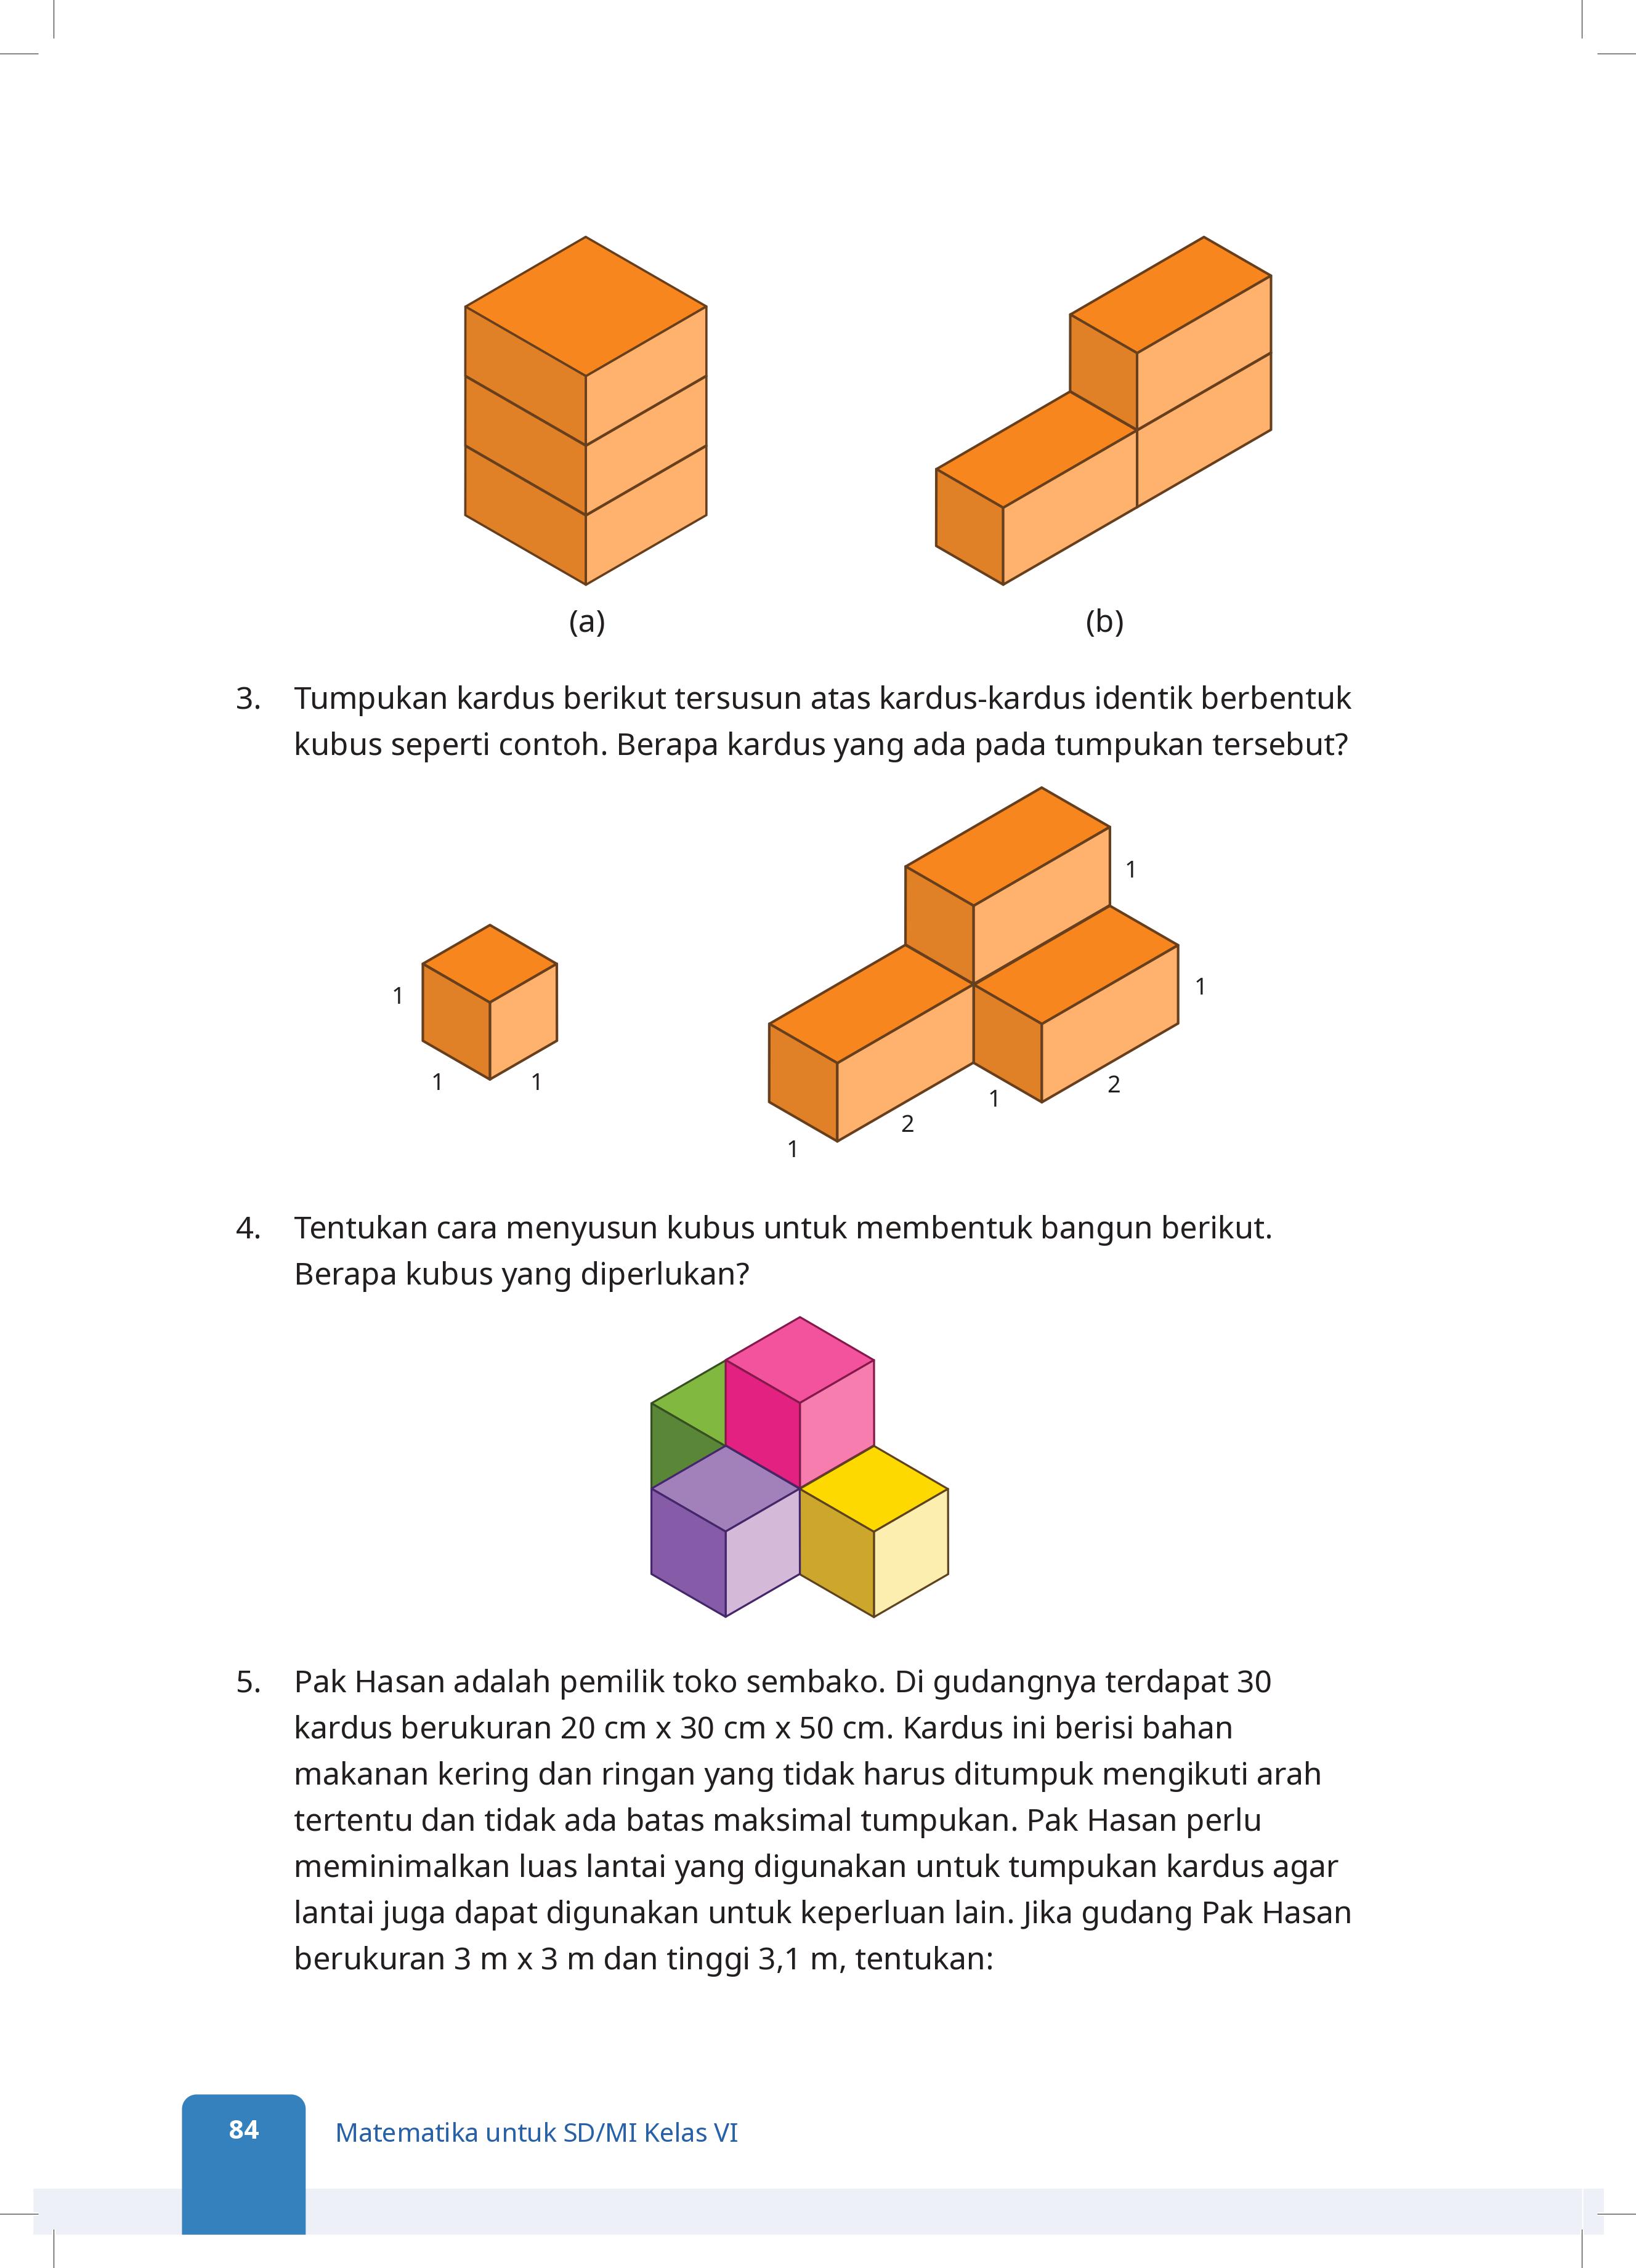 (a)
(b)
3. Tumpukan kardus berikut tersusun atas kardus-kardus identik berbentuk
kubus seperti contoh. Berapa kardus yang ada pada tumpukan tersebut?
1
1
1
1
1
2
1
2
1
4. Tentukan cara menyusun kubus untuk membentuk bangun berikut.
Berapa kubus yang diperlukan?
5. Pak Hasan adalah pemilik toko sembako. Di gudangnya terdapat 30
kardus berukuran 20 cm x 30 cm x 50 cm. Kardus ini berisi bahan
makanan kering dan ringan yang tidak harus ditumpuk mengikuti arah
tertentu dan tidak ada batas maksimal tumpukan. Pak Hasan perlu
meminimalkan luas lantai yang digunakan untuk tumpukan kardus agar
lantai juga dapat digunakan untuk keperluan lain. Jika gudang Pak Hasan
berukuran 3 m x 3 m dan tinggi 3,1 m, tentukan:
84 Matematika untuk SD/MI Kelas VI